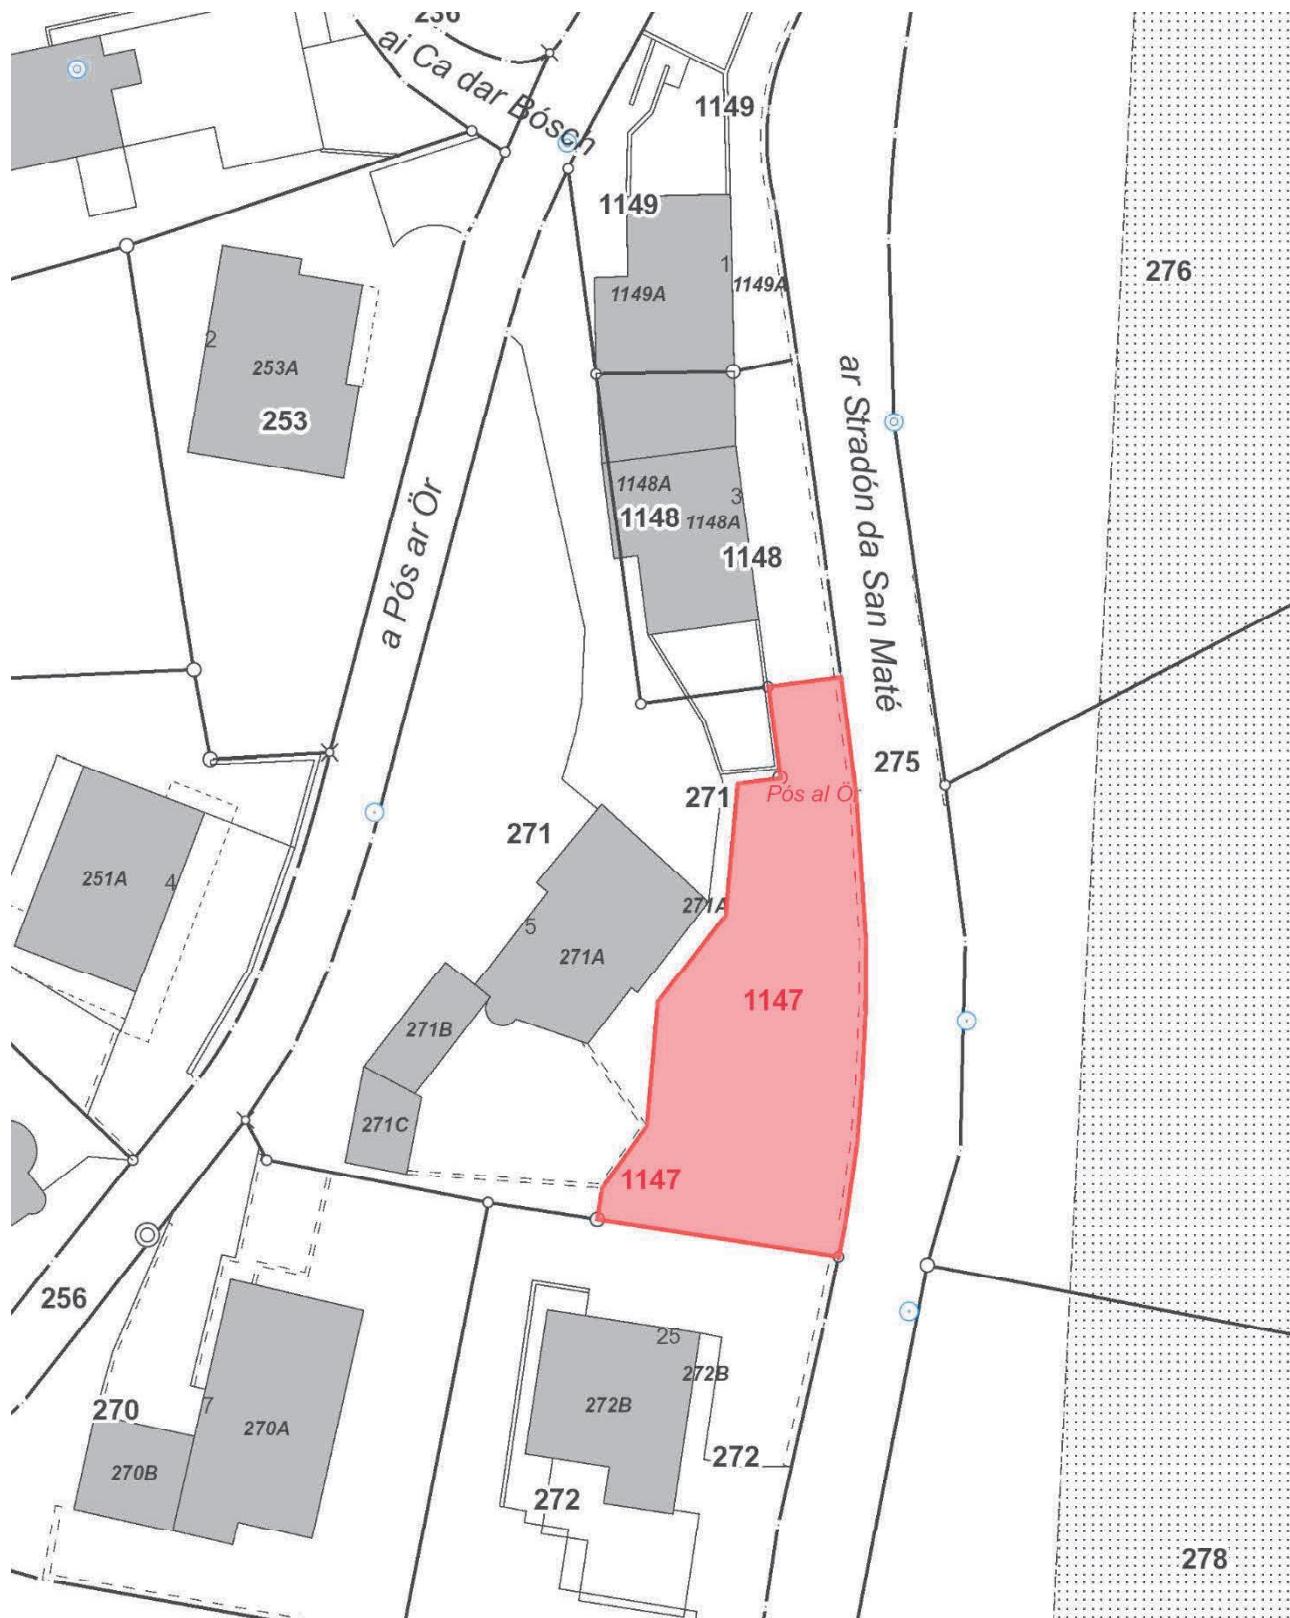 236
ai Ca dar Bósch
1149
1149
276
1
1149A
1149A
2
253A
253
ar Stradón da San Maté
1148A
3
1148
1148A
1148
a Pós ar Ör
275
271
Pós al Ör
271
251A
4
271A
5
271A
1147
271B
271C
1147
256
25
272B
272B
270
7
270A
272
270B
272
278